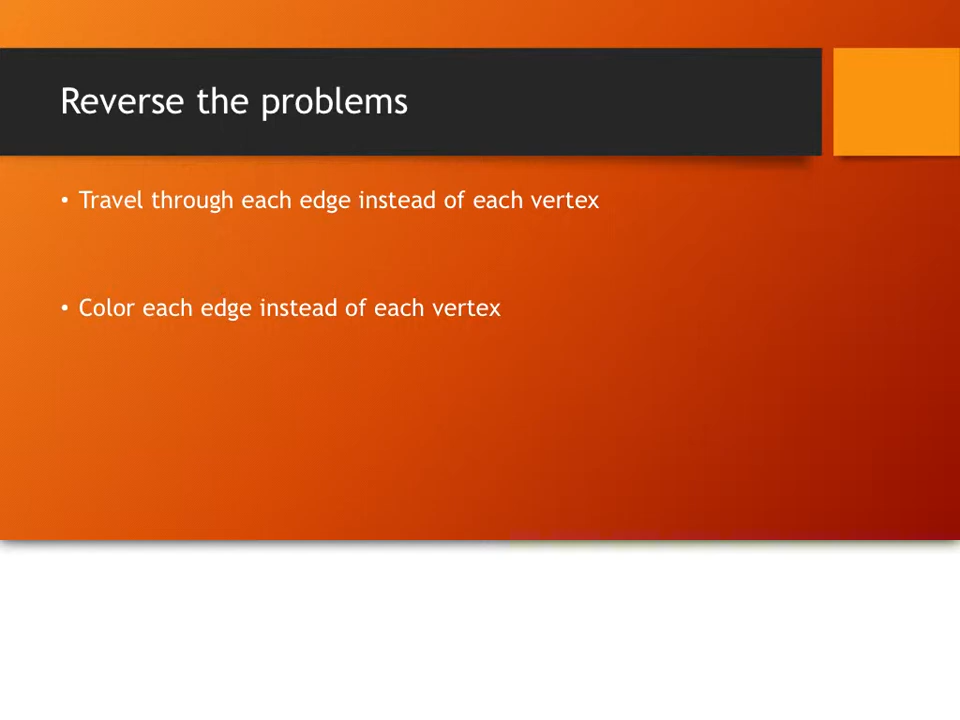 Reverse the problems
• Travel through each edge instead of each vertex
• Color each edge instead of each vertex